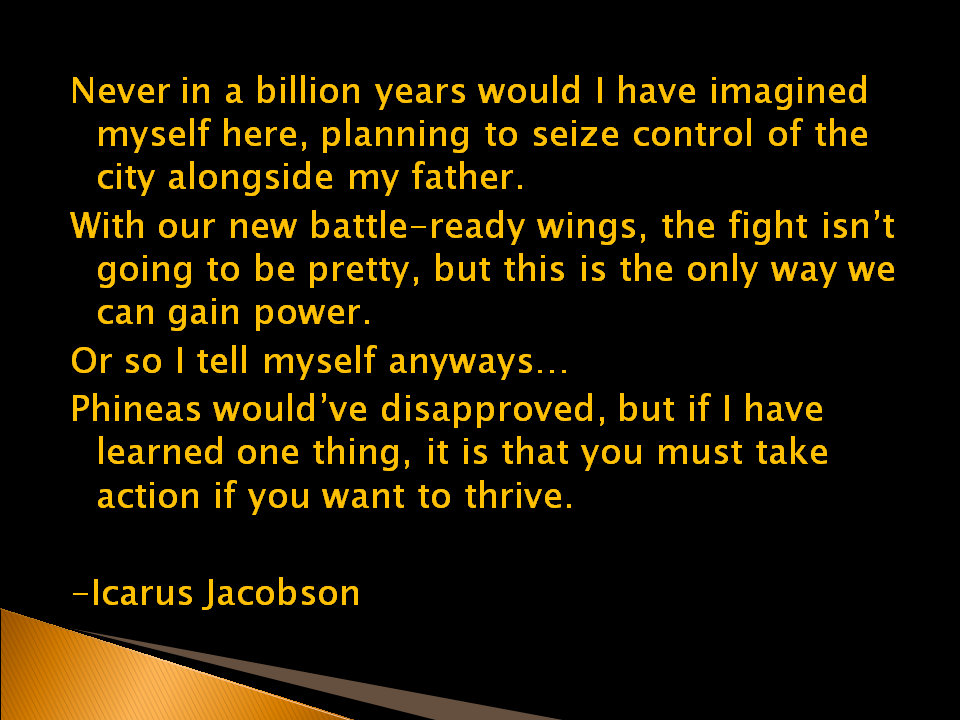 Never in a billion years would I have imagined
myself here, planning to seize control of the
city alongside my father.
With our new battle-ready wings, the fight isn’t
going to be pretty, but this is the only way we
can gain power.
Or so I tell myself anyways…
Phineas would’ve disapproved, but if I have
learned one thing, it is that you must take
action if you want to thrive.
-Icarus Jacobson